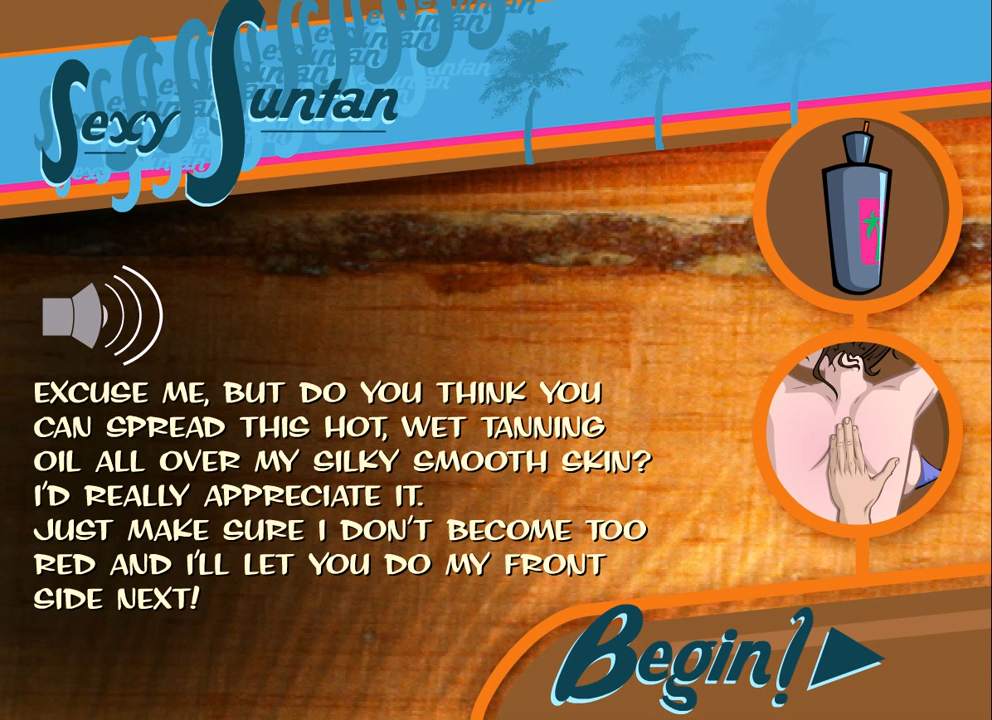 Sexy Suntan
EXCUSE ME, BUT DO YOU THINK YOU
CAN SPREAD THIS HOT, WET TANNING
OIL ALL OVER MY SILKY SMOOTH SKIN?
I'D REALLY APPRECIATE IT.
JUST MAKE SURE I DON'T BECOME TOO
RED AND I'LL LET YOU DO MY FRONT
SIDE NEXT!
Begin!